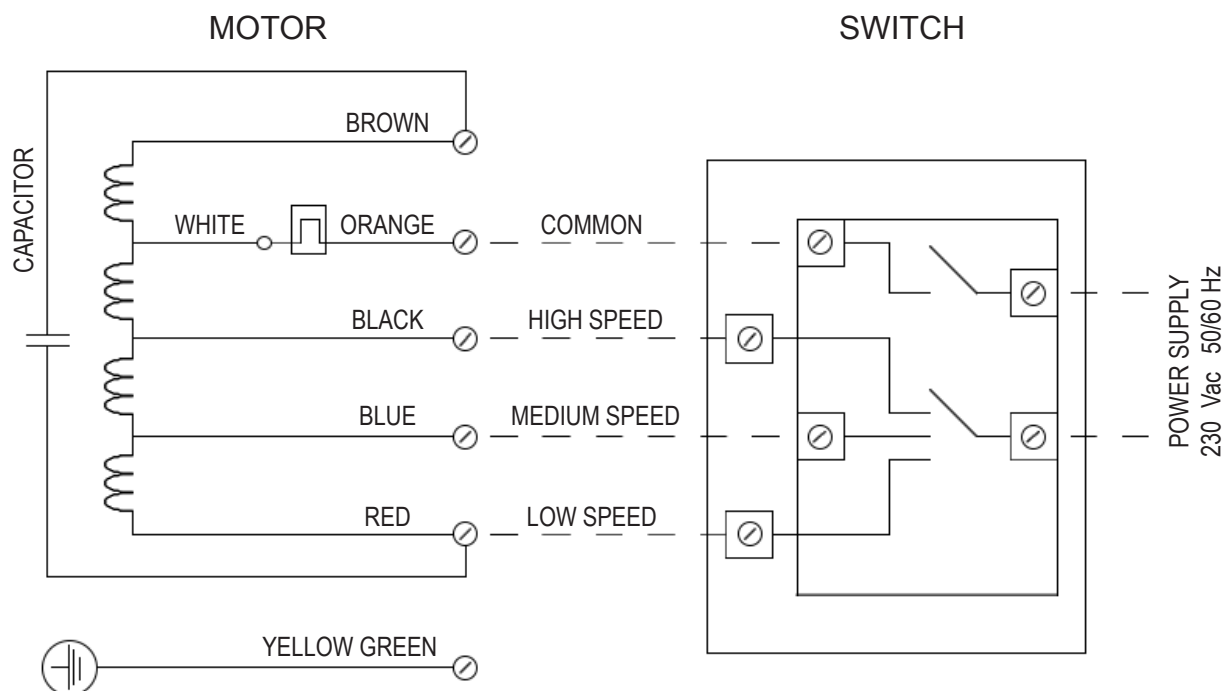 MOTOR
SWITCH
CAPACITOR
BROWN
WHITE
ORANGE
COMMON
BLACK
HIGH SPEED
BLUE
MEDIUM SPEED
RED
LOW SPEED
YELLOW GREEN
POWER SUPPLY
230 Vac 50/60 Hz